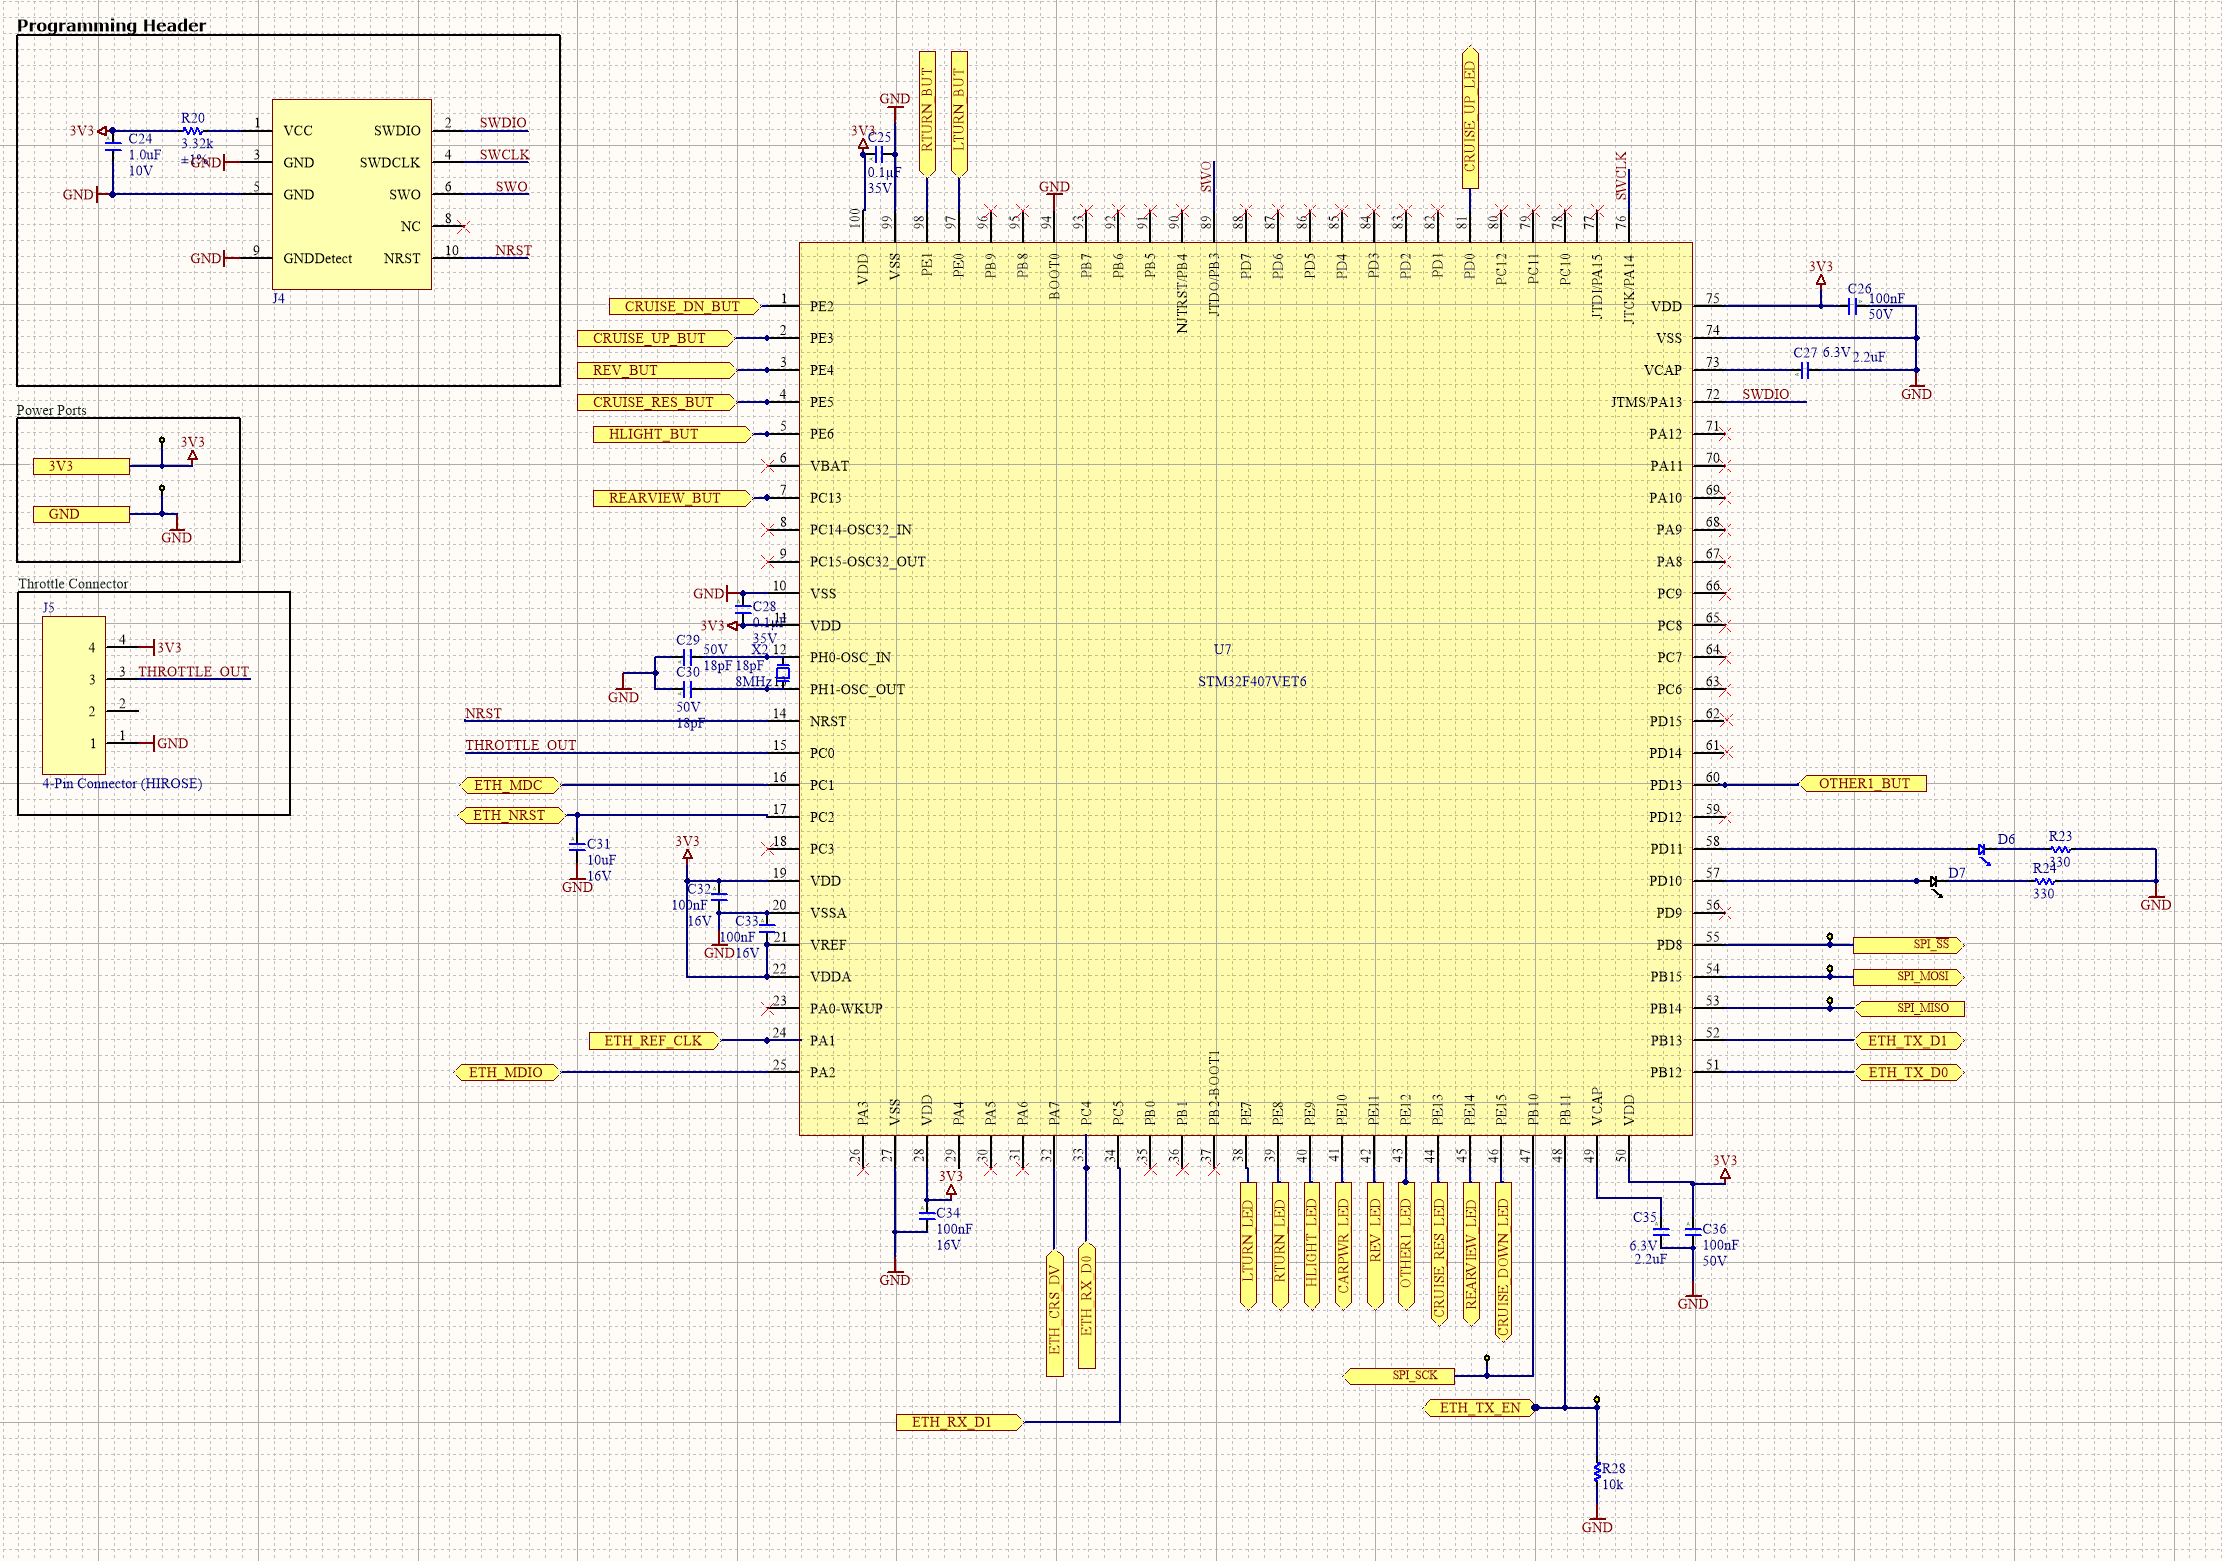 Programming Header
3V3
C24
1.0uF
10V
R20
3.32k
±1%
GND
GND
GND
1 VCC
3 GND
5 GND
9 GNDDetect
SWDIO 2 SWDIO
SWDCLK 4 SWCLK
SWO 6 SWO
NC 8
NRST 10 NRST
J4
Power Ports
3V3
3V3
GND
GND
Throttle Connector
J5
4 4 3V3
3 3 THROTTLE_OUT
2 2
1 1 GND
4-Pin Connector (HIROSE)
GND
3V3
C25
0.1µF
35V
RTURN_BUT
LTURN_BUT
GND
SWO
CRUISE_UP_LED
SWCLK
100 VDD
99 VSS
98 PE1
97 PE0
96 PB9
95 PB8
94 BOOT0
93 PB7
92 PB6
91 PB5
90 NJTRST/PB4
89 JTDO/PB3
88 PD7
87 PD6
86 PD5
85 PD4
84 PD3
83 PD2
82 PD1
81 PD0
80 PC12
79 PC11
78 PC10
77 JTDI/PA15
76 JTCK/PA14
CRUISE_DN_BUT 1 PE2
CRUISE_UP_BUT 2 PE3
REV_BUT 3 PE4
CRUISE_RES_BUT 4 PE5
HLIGHT_BUT 5 PE6
6 VBAT
REARVIEW_BUT 7 PC13
8 PC14-OSC32_IN
9 PC15-OSC32_OUT
GND 10 VSS
C28
0.1µF
35V
3V3 11 VDD
C29
50V
18pF
X2
18pF
8MHz
12 PH0-OSC_IN
C30
50V
18pF
GND
13 PH1-OSC_OUT
NRST 14 NRST
THROTTLE_OUT 15 PC0
ETH_MDC 16 PC1
ETH_NRST 17 PC2
C31
10uF
16V
GND
18 PC3
3V3
19 VDD
C32
100nF
16V
20 VSSA
C33
100nF
16V
GND
21 VREF
22 VDDA
23 PA0-WKUP
ETH_REF_CLK 24 PA1
ETH_MDIO 25 PA2
U7
STM32F407VET6
VDD 75
3V3
C26
100nF
50V
VSS 74
VCAP 73
C27 6.3V 2.2uF
GND
JTMS/PA13 72 SWDIO
PA12 71
PA11 70
PA10 69
PA9 68
PA8 67
PC9 66
PC8 65
PC7 64
PC6 63
PD15 62
PD14 61
PD13 60 OTHER1_BUT
PD12 59
PD11 58 D6 R23
330
PD10 57 D7 R24
330
GND
PD9 56
PD8 55 SPI_SS
PB15 54 SPI_MOSI
PB14 53 SPI_MISO
PB13 52 ETH_TX_D1
PB12 51 ETH_TX_D0
PA3 26
VSS 27
VDD 28
PA4 29
PA5 30
PA6 31
PA7 32
PC4 33
PC5 34
PB0 35
PB1 36
PB2-BOOT1 37
PE7 38
PE8 39
PE9 40
PE10 41
PE11 42
PE12 43
PE13 44
PE14 45
PE15 46
PB10 47
PB11 48
VCAP 49
VDD 50
3V3
C34
100nF
16V
GND
ETH_CRS_DV
ETH_RX_D0
ETH_RX_D1
LTURN_LED
RTURN_LED
HLIGHT_LED
CARPWR_LED
REV_LED
OTHER1_LED
CRUISE_RES_LED
REARVIEW_LED
CRUISE_DOWN_LED
3V3
C35
6.3V
2.2uF
C36
100nF
50V
GND
SPI_SCK
ETH_TX_EN
R28
10k
GND